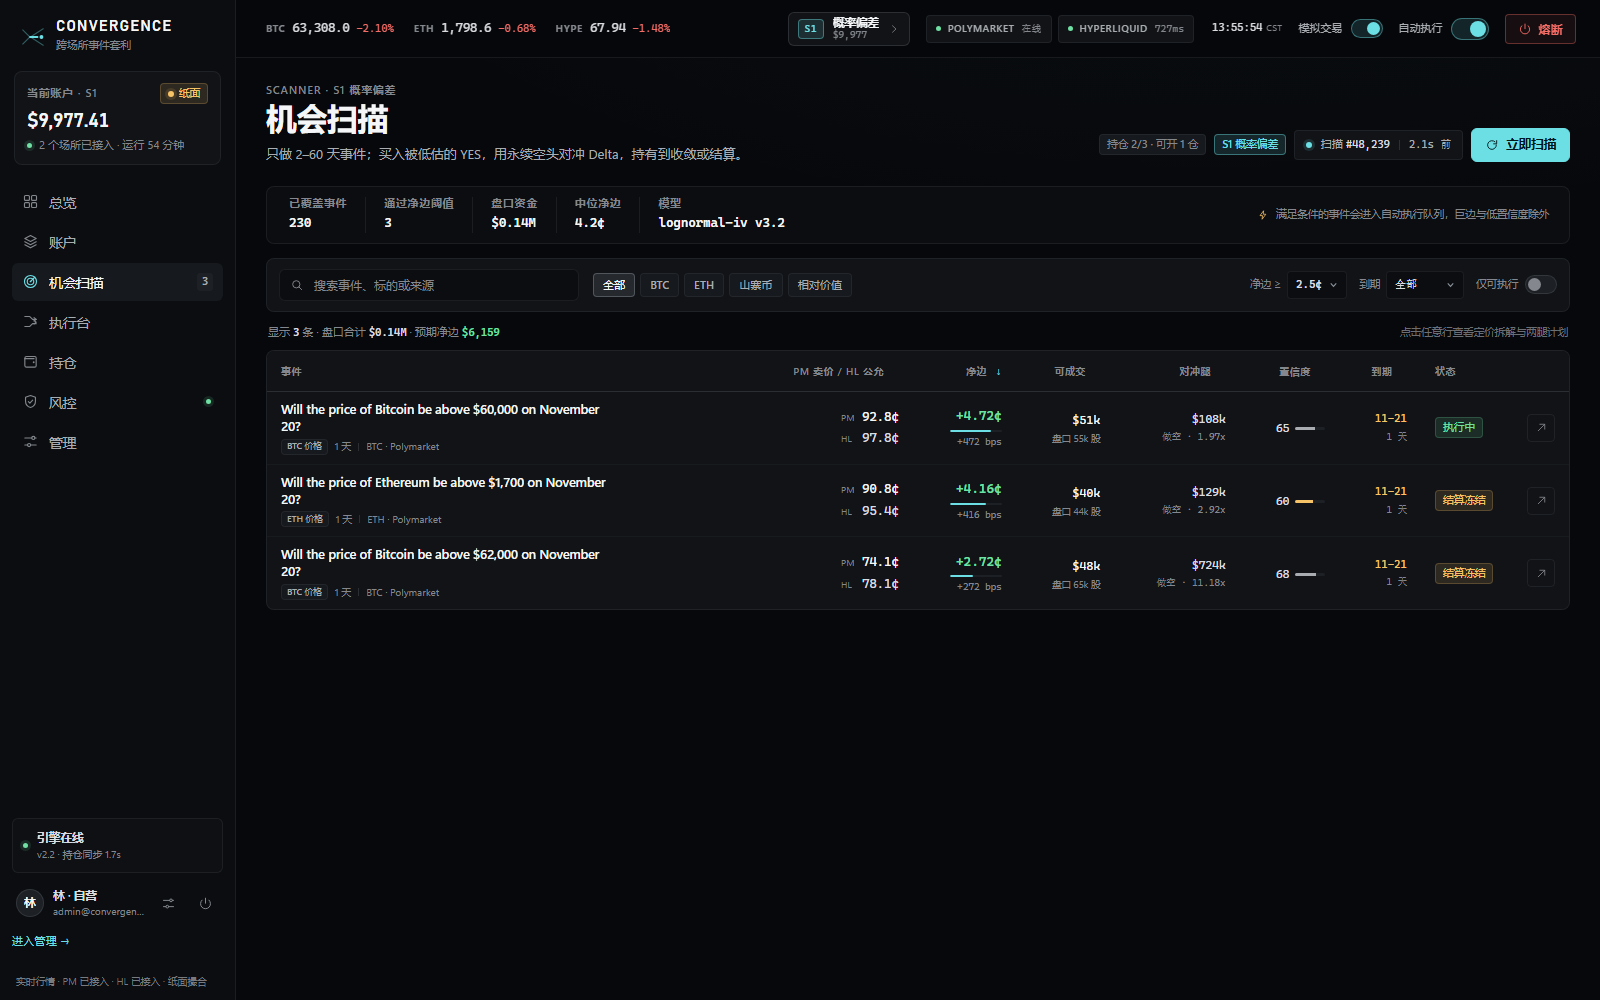 CONVERGENCE
跨场所事件套利
BTC 63,308.0 −2.10% ETH 1,798.6 −0.68% HYPE 67.94 −1.48%
S1 概率偏差 $9,977
POLYMARKET 在线
HYPERLIQUID 727ms
13:55:54 CST
模拟交易
自动执行
熔断
当前账户 · S1
纸面
$9,977.41
2 个场所已接入 · 运行 54 分钟
总览
账户
机会扫描 3
执行台
持仓
风控
管理
引擎在线
v2.2 · 持仓同步 1.7s
林
林 · 自营
admin@convergen...
进入管理 →
实时行情 · PM 已接入 · HL 已接入 · 纸面撮合
SCANNER · S1 概率偏差
机会扫描
只做 2–60 天事件；买入被低估的 YES，用永续空头对冲 Delta，持有到收敛或结算。
持仓 2/3 · 可开 1 仓
S1 概率偏差
扫描 #48,239 2.1s 前
立即扫描
已覆盖事件 230
通过净边阈值 3
盘口资金 $0.14M
中位净边 4.2¢
模型 lognormal-iv v3.2
满足条件的事件会进入自动执行队列，巨边与低置信度除外
搜索事件、标的或来源
全部 BTC ETH 山寨币 相对价值
净边 ≥ 2.5¢ 到期 全部 仅可执行
显示 3 条 · 盘口合计 $0.14M · 预期净边 $6,159
点击任意行查看定价拆解与两腿计划
事件 PM 卖价 / HL 公允 净边 ↓ 可成交 对冲腿 置信度 到期 状态
Will the price of Bitcoin be above $60,000 on November
20?
BTC 价格 1 天 BTC · Polymarket
PM 92.8¢
HL 97.8¢
+4.72¢
+472 bps
$51k
盘口 55k 股
$108k
做空 · 1.97x
65
11-21
1 天
执行中
Will the price of Ethereum be above $1,700 on November
20?
ETH 价格 1 天 ETH · Polymarket
PM 90.8¢
HL 95.4¢
+4.16¢
+416 bps
$40k
盘口 44k 股
$129k
做空 · 2.92x
60
11-21
1 天
结算冻结
Will the price of Bitcoin be above $62,000 on November
20?
BTC 价格 1 天 BTC · Polymarket
PM 74.1¢
HL 78.1¢
+2.72¢
+272 bps
$48k
盘口 65k 股
$724k
做空 · 11.18x
68
11-21
1 天
结算冻结